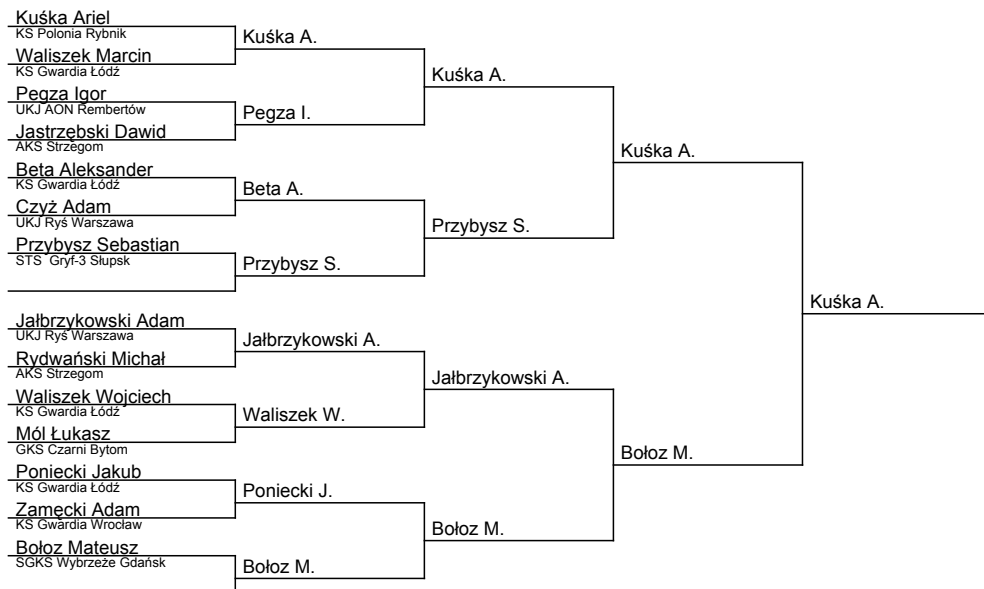 Kuśka Ariel
KS Polonia Rybnik
Waliszek Marcin
KS Gwardia Łódź
Pegza Igor
UKJ AON Rembertów
Jastrzębski Dawid
AKS Strzegom
Beta Aleksander
KS Gwardia Łódź
Czyż Adam
UKJ Ryś Warszawa
Przybysz Sebastian
STS Gryf-3 Słupsk
Jałbrzykowski Adam
UKJ Ryś Warszawa
Rydwański Michał
AKS Strzegom
Waliszek Wojciech
KS Gwardia Łódź
Mól Łukasz
GKS Czarni Bytom
Poniecki Jakub
KS Gwardia Łódź
Zamęcki Adam
KS Gwardia Wrocław
Bołoz Mateusz
SGKS Wybrzeże Gdańsk
Kuśka A.
Pegza I.
Beta A.
Przybysz S.
Jałbrzykowski A.
Waliszek W.
Poniecki J.
Bołoz M.
Kuśka A.
Przybysz S.
Jałbrzykowski A.
Bołoz M.
Kuśka A.
Bołoz M.
Kuśka A.